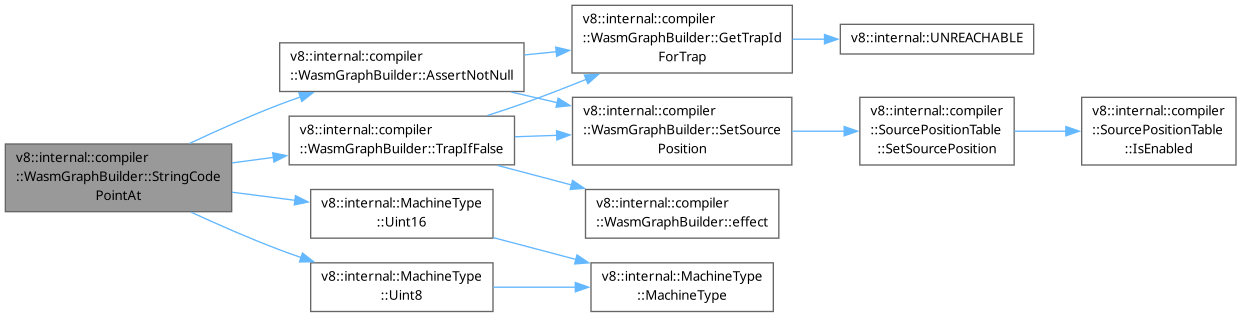 v8::internal::compiler
::WasmGraphBuilder::StringCode
PointAt
v8::internal::compiler
::WasmGraphBuilder::AssertNotNull
v8::internal::compiler
::WasmGraphBuilder::TrapIfFalse
v8::internal::MachineType
::Uint16
v8::internal::MachineType
::Uint8
v8::internal::compiler
::WasmGraphBuilder::GetTrapId
ForTrap
v8::internal::compiler
::WasmGraphBuilder::SetSource
Position
v8::internal::compiler
::WasmGraphBuilder::effect
v8::internal::MachineType
::MachineType
v8::internal::UNREACHABLE
v8::internal::compiler
::SourcePositionTable
::SetSourcePosition
v8::internal::compiler
::SourcePositionTable
::IsEnabled